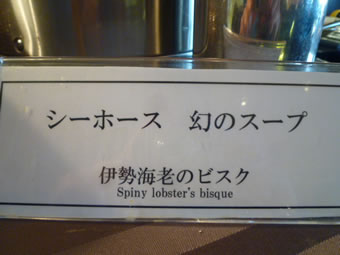 シーホース　幻のスープ
伊勢海老のビスク
Spiny lobster's bisque